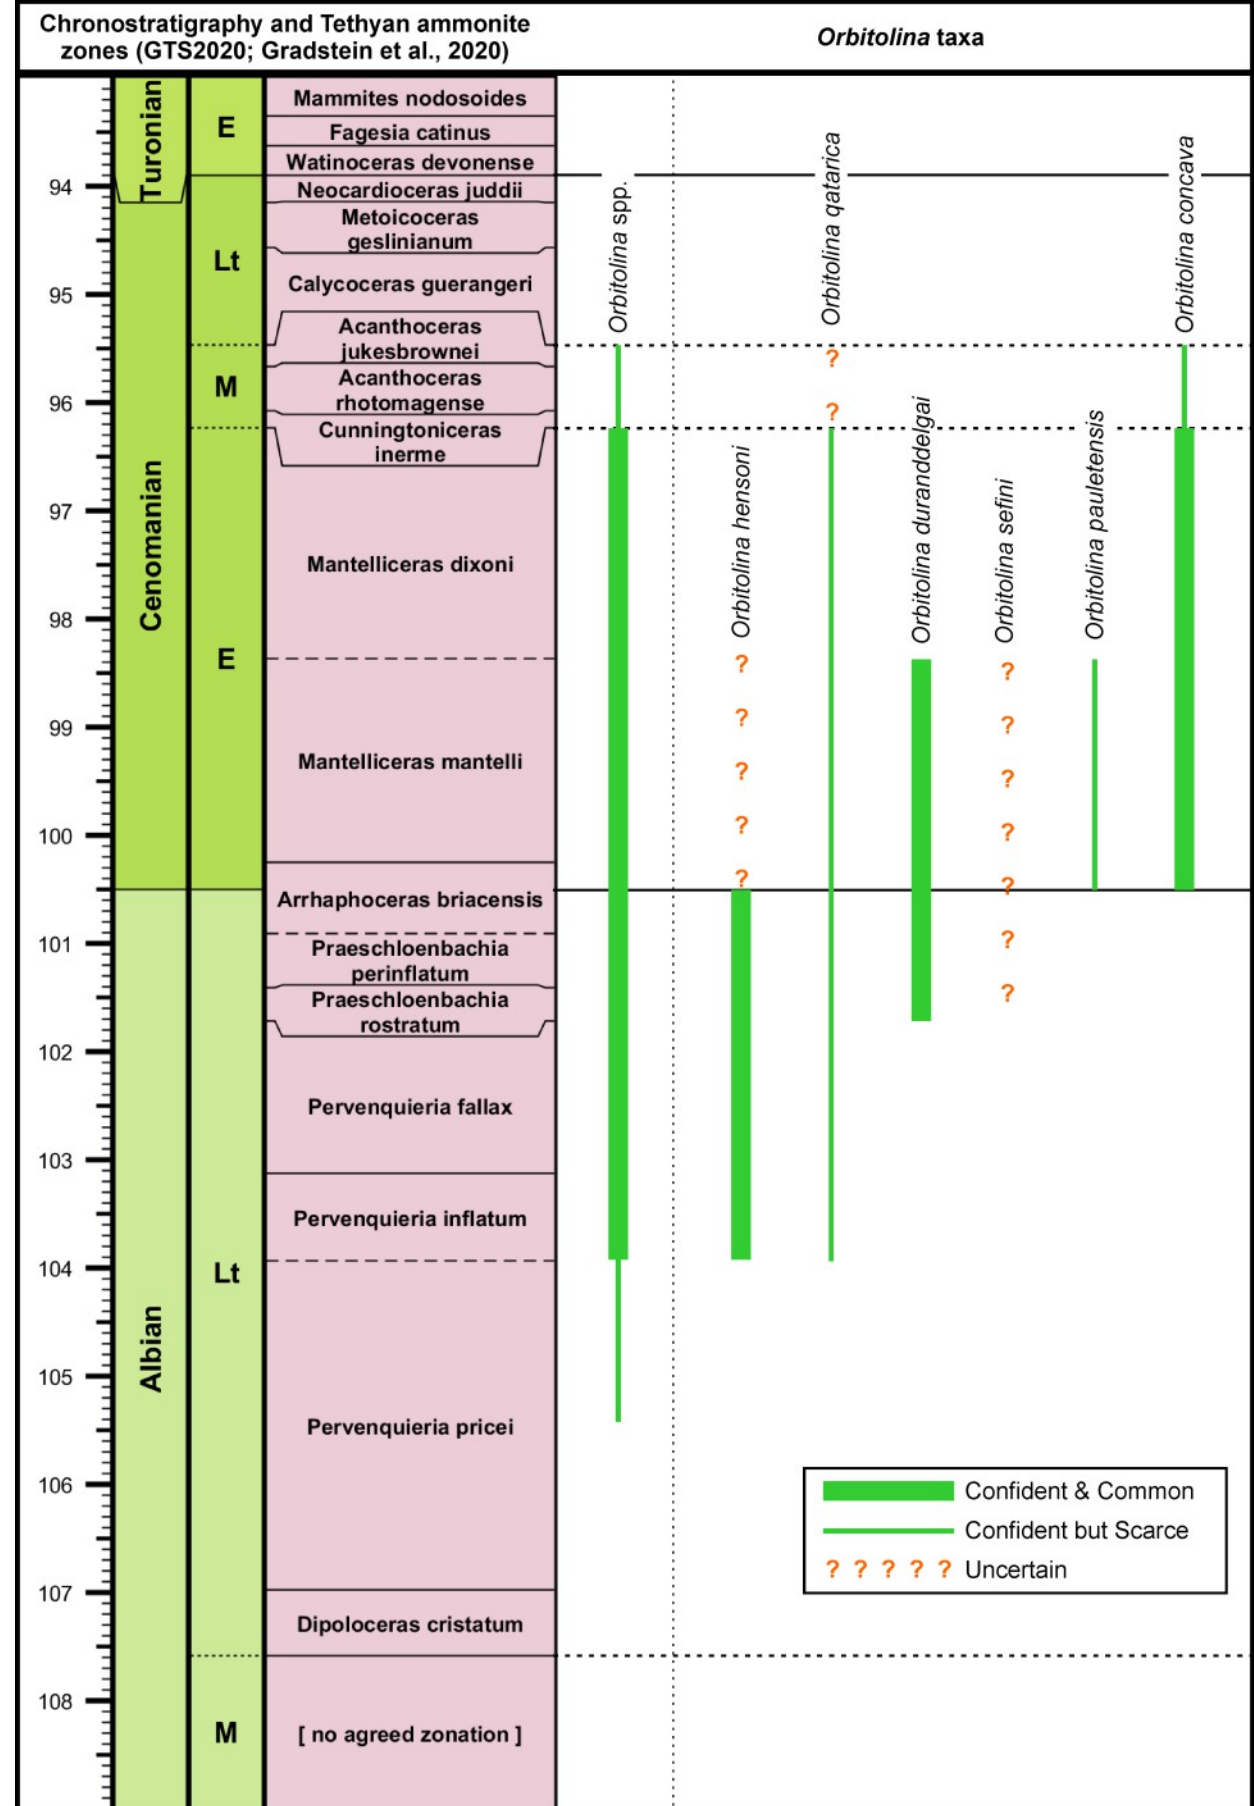 Chronostratigraphy and Tethyan ammonite
zones (GTS2020; Gradstein et al., 2020)
Orbitolina taxa
Turonian
Cenomanian
Albian
E
Lt
M
E
Lt
M
94
95
96
97
98
99
100
101
102
103
104
105
106
107
108
Mammites nodosoides
Fagesia catinus
Watinoceras devonense
Neocardioceras juddii
Metoicoceras
geslinianum
Calycoceras guerangeri
Acanthoceras
jukesbrownei
Acanthoceras
rhotomagense
Cunningtoniceras
inerme
Mantelliceras dixoni
Mantelliceras mantelli
Arrhaphoceras briacensis
Praeschloenbachia
perinflatum
Praeschloenbachia
rostratum
Pervenquieria fallax
Pervenquieria inflatum
Pervenquieria pricei
Dipoloceras cristatum
[ no agreed zonation ]
Orbitolina spp.
Orbitolina hensoni
?
?
?
?
?
Orbitolina qatarica
?
?
Orbitolina duranddelgai
Orbitolina sefini
?
?
?
?
?
?
?
Orbitolina pauletensis
Orbitolina concava
Confident & Common
Confident but Scarce
? ? ? ? ? Uncertain